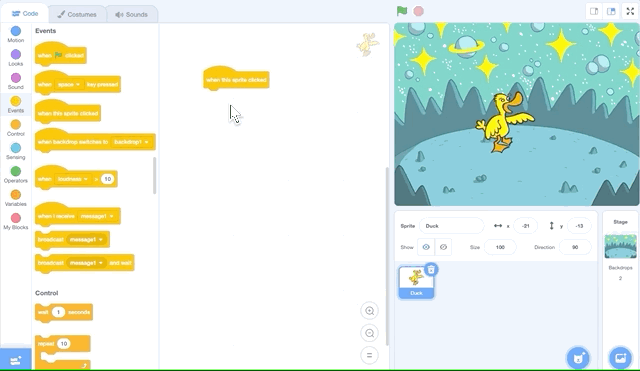 Code
Costumes
Sounds
Motion
Looks
Sound
Events
Control
Sensing
Operators
Variables
My Blocks
Events
when clicked
when space key pressed
when this sprite clicked
when backdrop switches to backdrop1
when loudness > 10
when I receive message1
broadcast message1
broadcast message1 and wait
Control
wait 1 seconds
repeat 10
when this sprite clicked
Sprite Duck x -21 y -13
Show Size 100 Direction 90
Duck
Stage
Backdrops
2